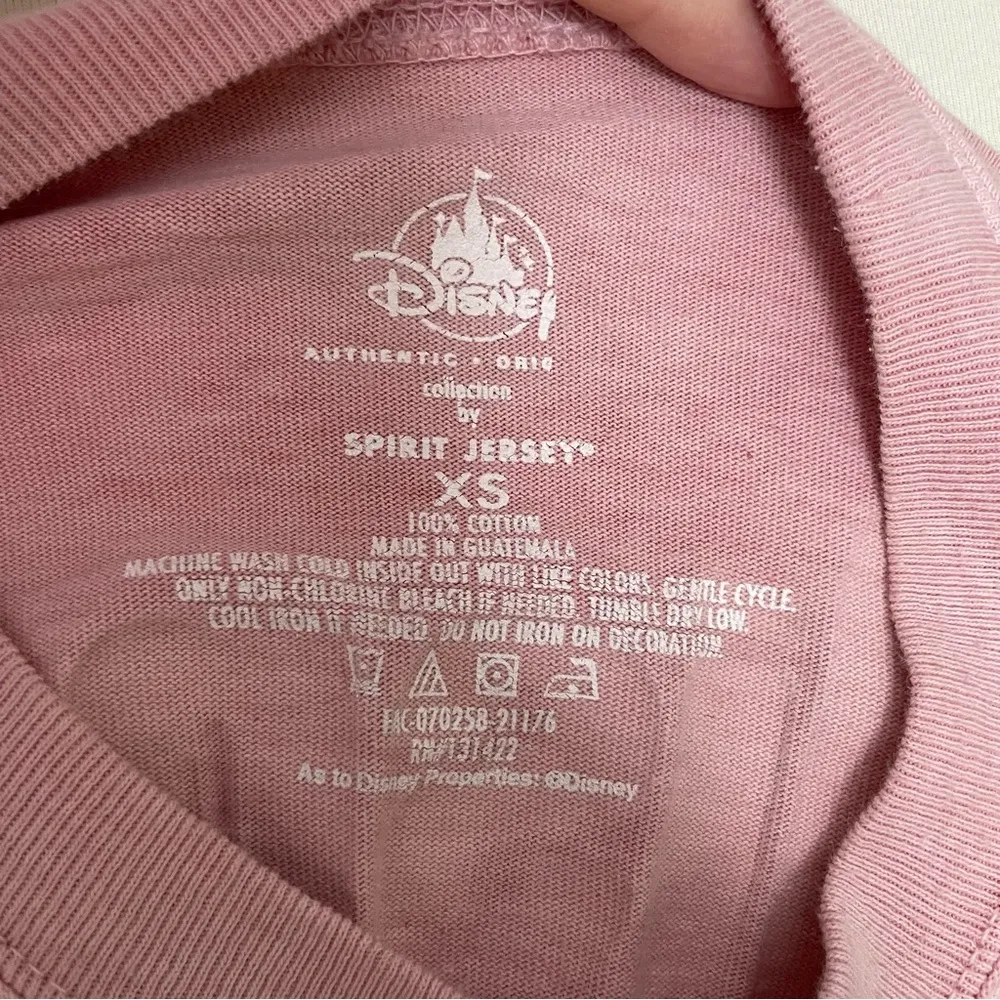 Disney
AUTHENTIC • ORIG
collection
by
SPIRIT JERSEY®
XS
100% COTTON
MADE IN GUATEMALA
MACHINE WASH COLD INSIDE OUT WITH LIKE COLORS. GENTLE CYCLE.
ONLY NON-CHLORINE BLEACH IF NEEDED. TUMBLE DRY LOW.
COOL IRON IF NEEDED. DO NOT IRON ON DECORATION.
FAC-070258-21176
RN#131422
As to Disney Properties: ©Disney